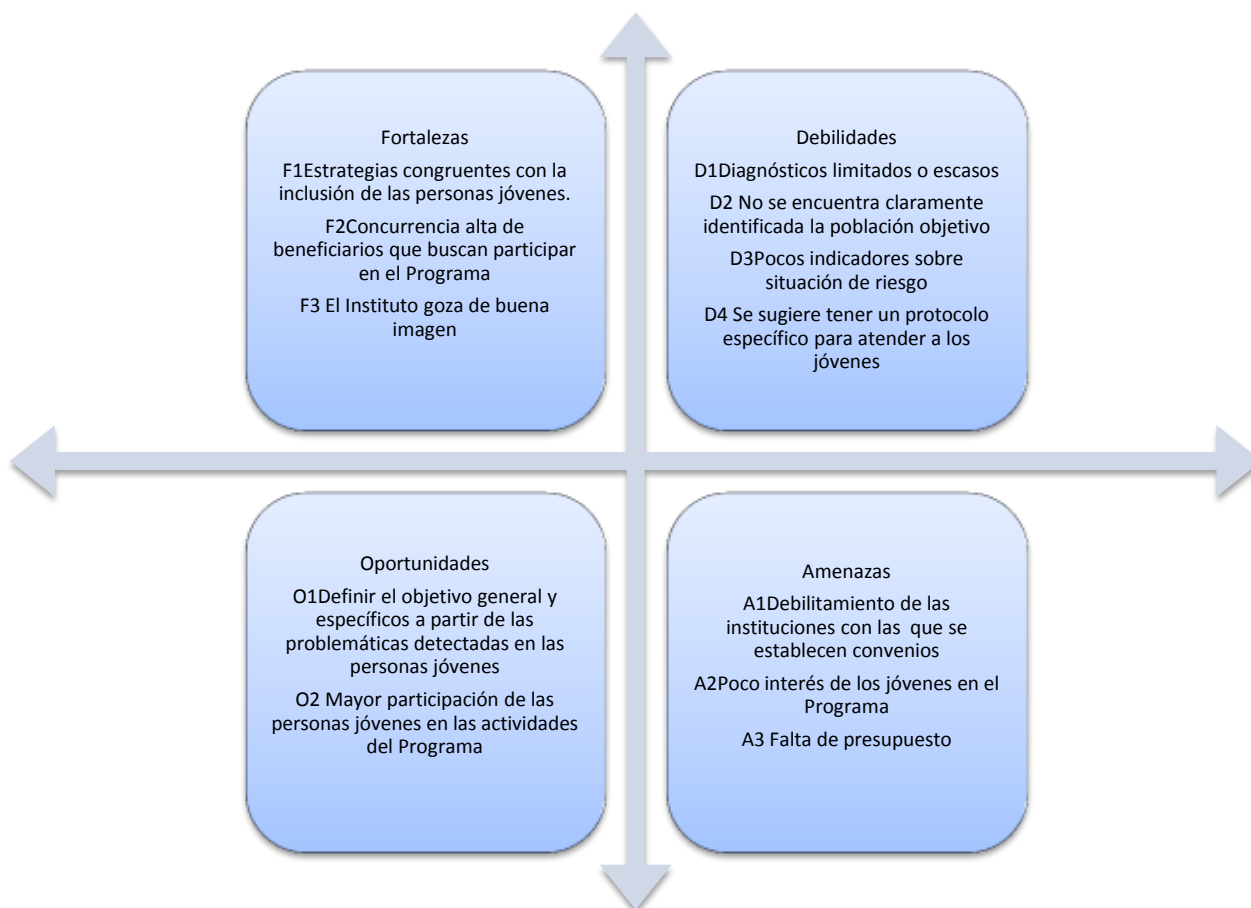 Fortalezas
F1Estrategias congruentes con la
inclusión de las personas jóvenes.
F2Concurrencia alta de
beneficiarios que buscan participar
en el Programa
F3 El Instituto goza de buena
imagen
Debilidades
D1Diagnósticos limitados o escasos
D2 No se encuentra claramente
identificada la población objetivo
D3Pocos indicadores sobre
situación de riesgo
D4 Se sugiere tener un protocolo
específico para atender a los
jóvenes
Oportunidades
O1Definir el objetivo general y
específicos a partir de las
problemáticas detectadas en las
personas jóvenes
O2 Mayor participación de las
personas jóvenes en las actividades
del Programa
Amenazas
A1Debilitamiento de las
instituciones con las  que se
establecen convenios
A2Poco interés de los jóvenes en el
Programa
A3 Falta de presupuesto